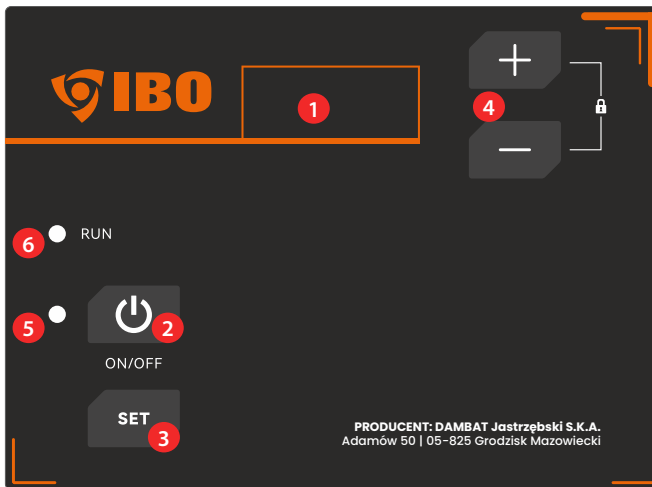 IBO
1
+
4
−
6
RUN
5
2
ON/OFF
SET
3
PRODUCENT: DAMBAT Jastrzębski S.K.A.
Adamów 50 | 05-825 Grodzisk Mazowiecki